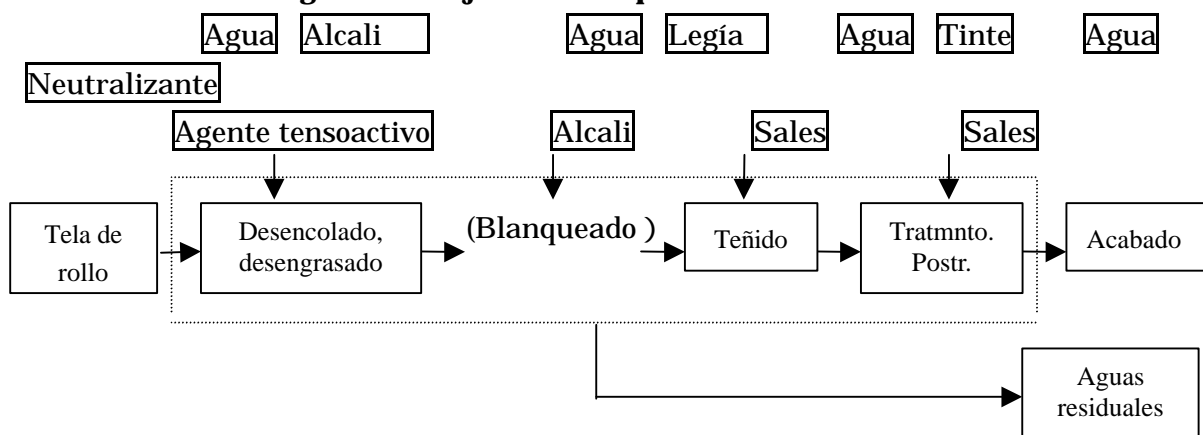 Agua Alcali Agua Legía Agua Tinte Agua
Neutralizante
Agente tensoactivo Alcali Sales Sales
Tela de
rollo
Desencolado,
desengrasado
(Blanqueado )
Teñido
Tratmnto.
Postr.
Acabado
Aguas
residuales